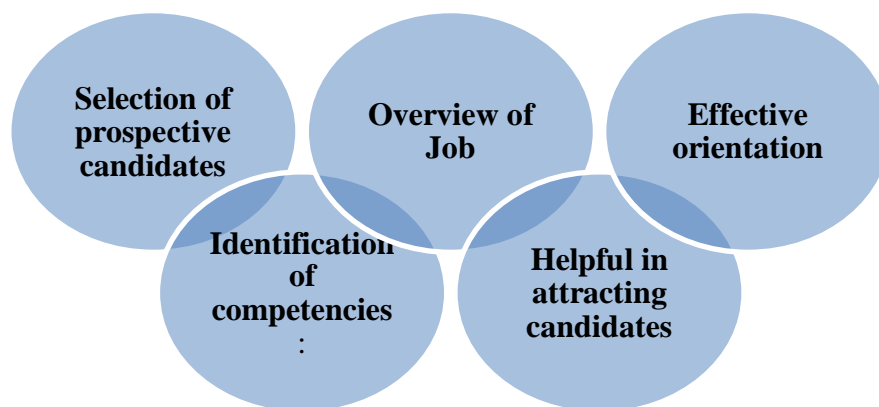 Selection of
prospective
candidates
Identification
of
competencies
:
Overview of
Job
Helpful in
attracting
candidates
Effective
orientation